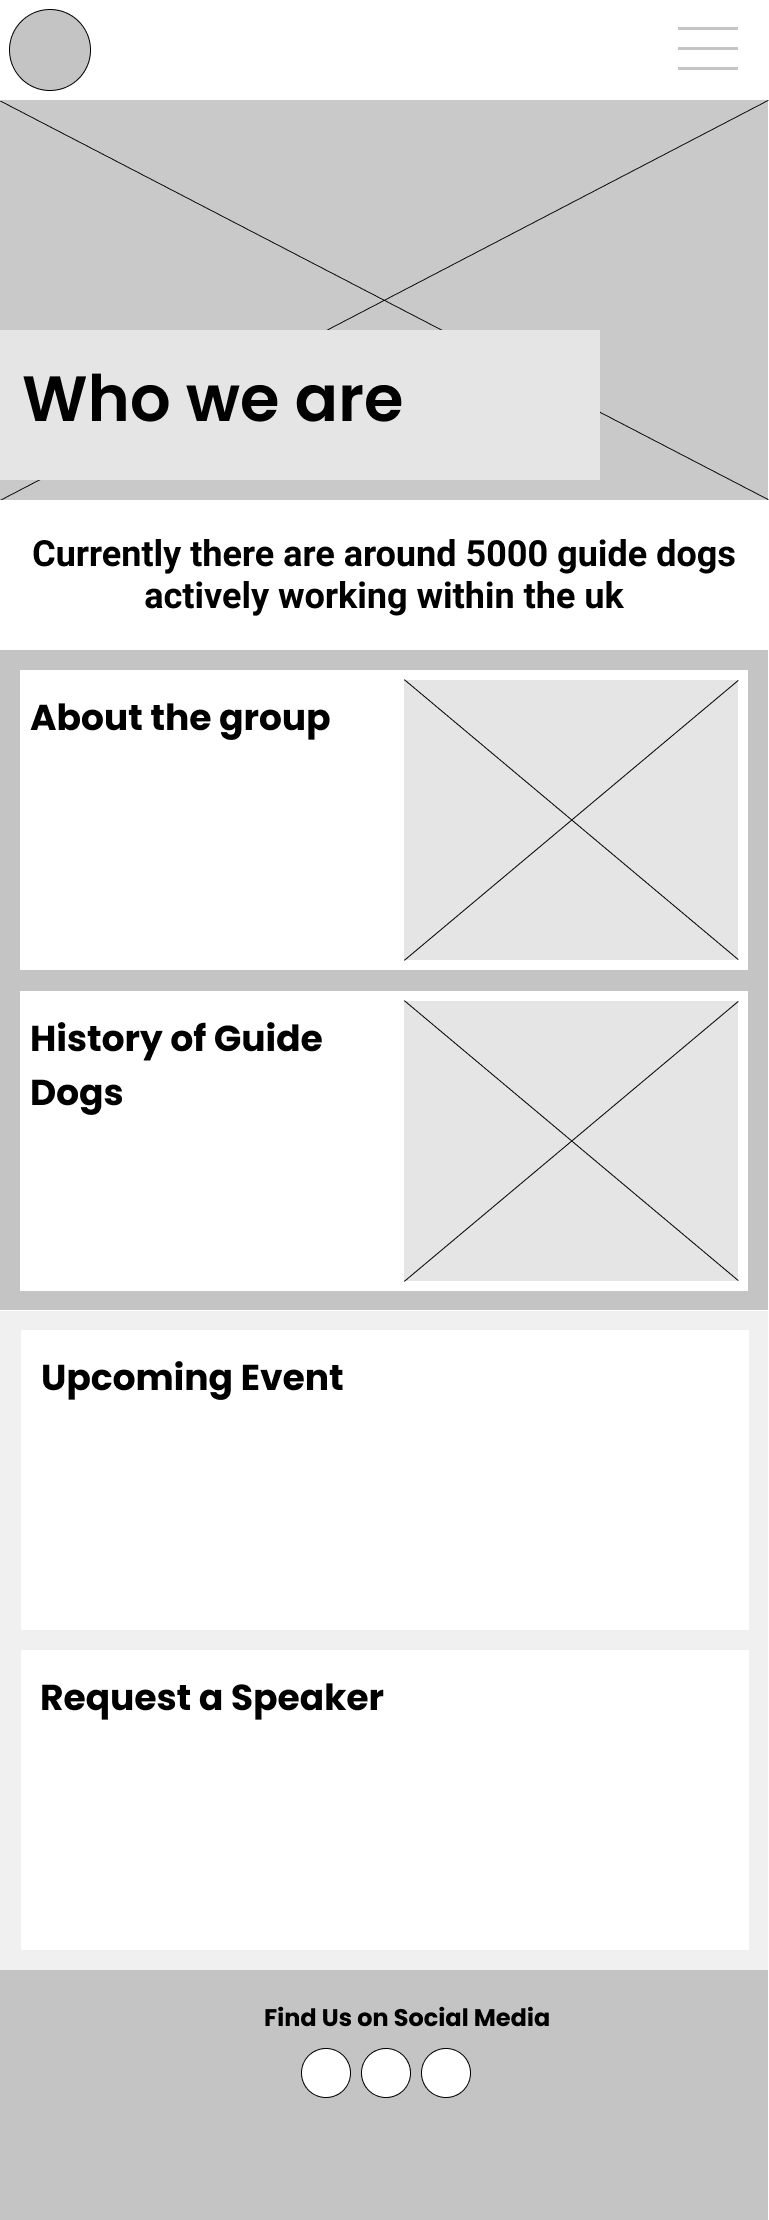 Who we are
Currently there are around 5000 guide dogs
actively working within the uk
About the group
History of Guide
Dogs
Upcoming Event
Request a Speaker
Find Us on Social Media